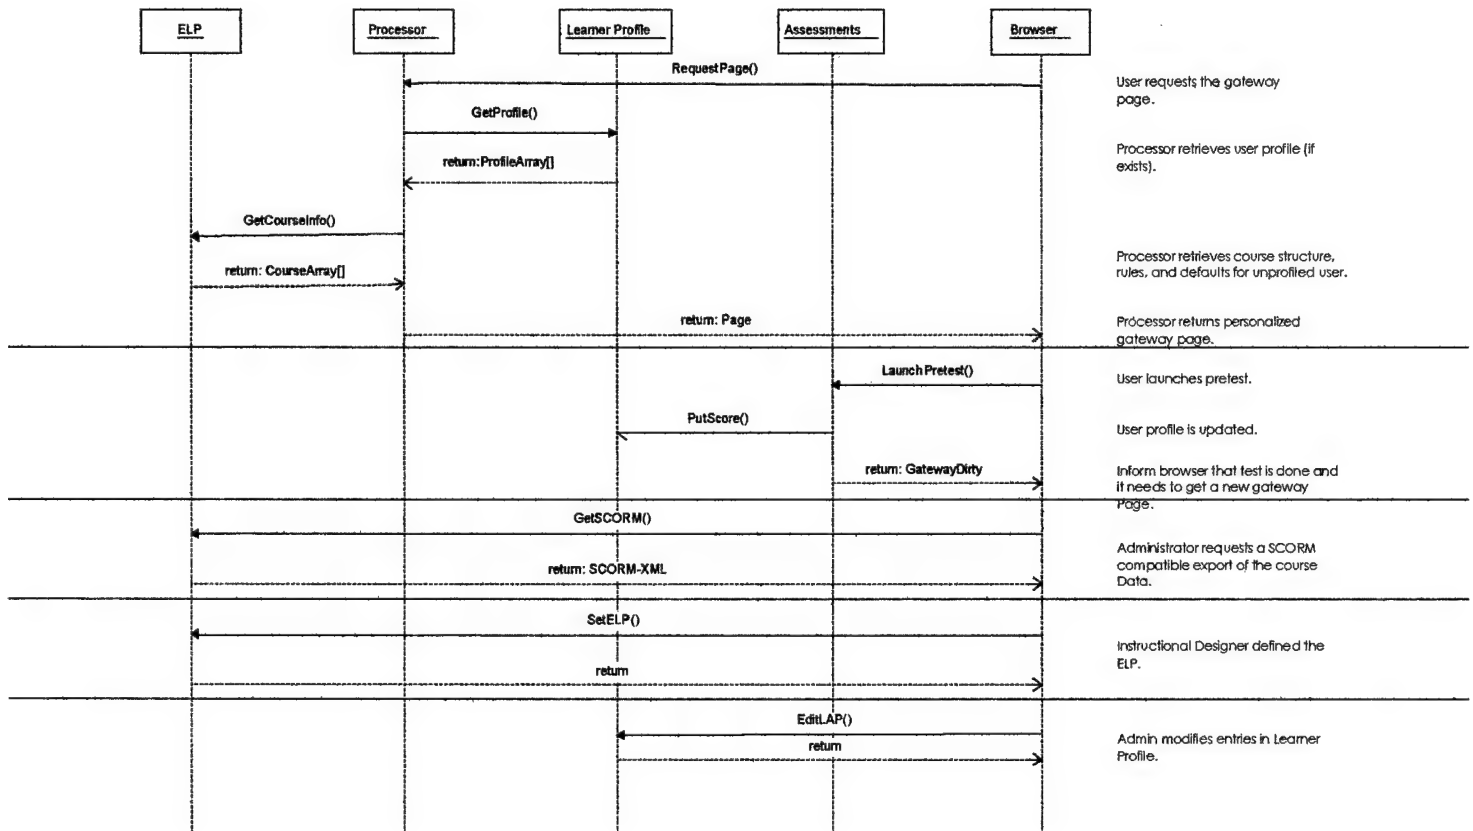 ELP
Processor
Learner Profile
Assessments
Browser
RequestPage()
User requests the gateway
page.
GetProfile()
return:ProfileArray[]
Processor retrieves user profile (if
exists).
GetCourseInfo()
return: CourseArray[]
Processor retrieves course structure,
rules, and defaults for unprofiled user.
return: Page
Processor returns personalized
gateway page.
Launch Pretest()
User launches pretest.
PutScore()
User profile is updated.
return: GatewayDirty
Inform browser that test is done and
it needs to get a new gateway
Page.
GetSCORM()
return: SCORM-XML
Administrator requests a SCORM
compatible export of the course
Data.
SetELP()
return
Instructional Designer defined the
ELP.
EditLAP()
return
Admin modifies entries in Learner
Profile.